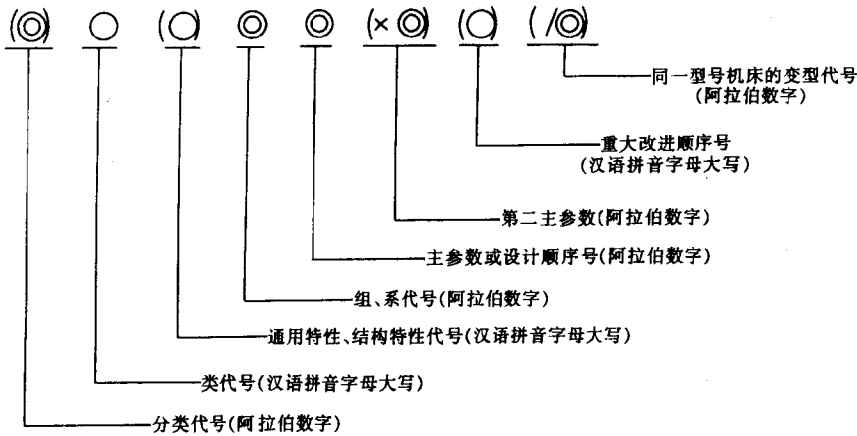 (◎) ○ (○) ◎ ◎ (×◎) (○) (/◎)
同一型号机床的变型代号
(阿拉伯数字)
重大改进顺序号
(汉语拼音字母大写)
第二主参数(阿拉伯数字)
主参数或设计顺序号(阿拉伯数字)
组、系代号(阿拉伯数字)
通用特性、结构特性代号(汉语拼音字母大写)
类代号(汉语拼音字母大写)
分类代号(阿拉伯数字)